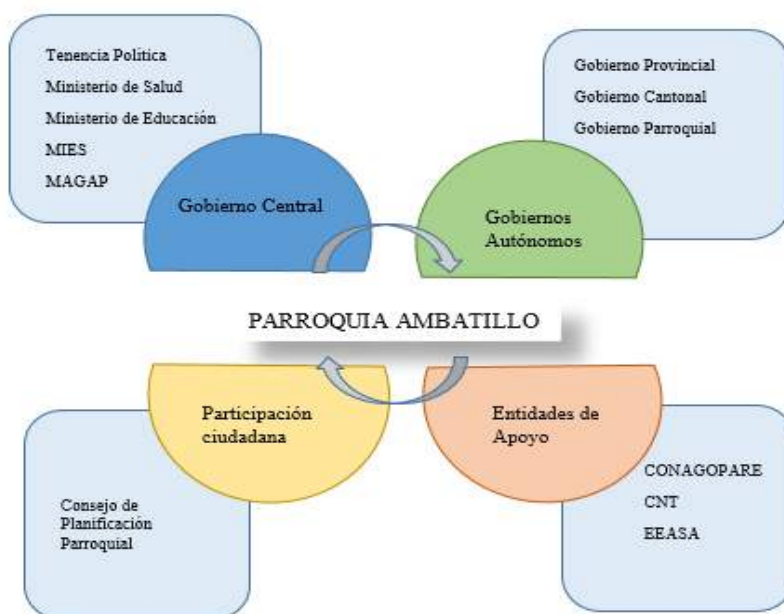 Tenencia Política
Ministerio de Salud
Ministerio de Educación
MIES
MAGAP
Gobierno Central
Gobierno Provincial
Gobierno Cantonal
Gobierno Parroquial
Gobiernos
Autónomos
PARROQUIA AMBATILLO
Participación
ciudadana
Consejo de
Planificación
Parroquial
Entidades de
Apoyo
CONAGOPARE
CNT
EEASA